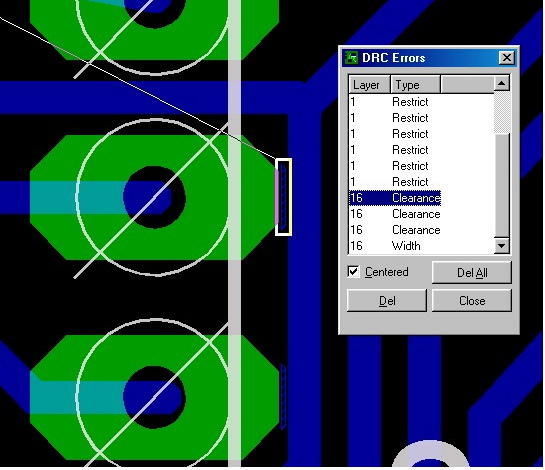 DRC Errors
Layer Type
1 Restrict
1 Restrict
1 Restrict
1 Restrict
1 Restrict
1 Restrict
16 Clearance
16 Clearance
16 Clearance
16 Width
Centered
Del All
Del
Close